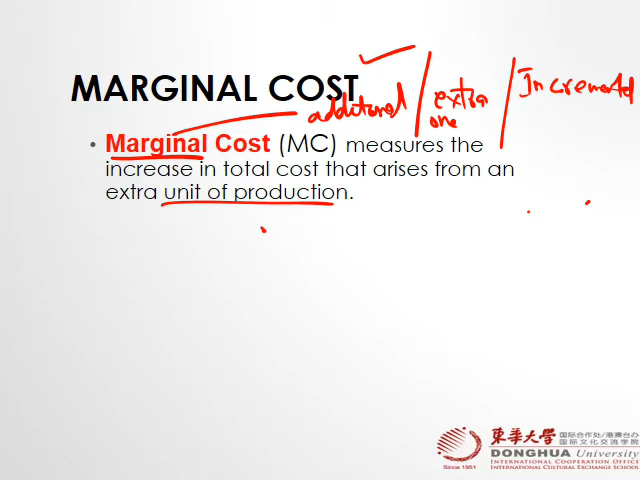 MARGINAL COST
additional / extra one / Incremental
• Marginal Cost (MC) measures the
increase in total cost that arises from an
extra unit of production.
東華大学 国际合作处/港澳台办
国际文化交流学院
DONGHUA University
Since 1951 INTERNATIONAL COOPERATION OFFICE
INTERNATIONAL CULTURAL EXCHANGE SCHOOL